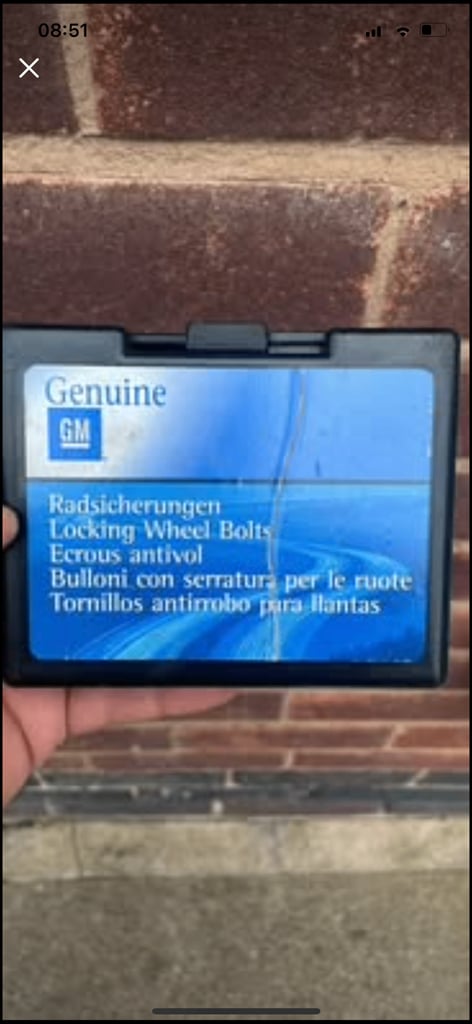 08:51
Genuine
GM
Radsicherungen
Locking Wheel Bolts
Ecrous antivol
Bulloni con serratura per le ruote
Tornillos antirrobo para llantas